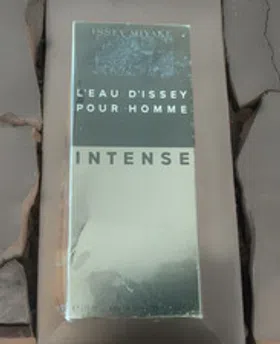 ISSEY MIYAKE
L'EAU D'ISSEY
POUR HOMME
INTENSE